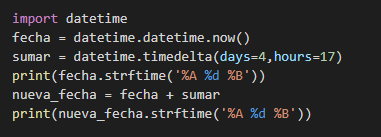 import datetime
fecha = datetime.datetime.now()
sumar = datetime.timedelta(days=4,hours=17)
print(fecha.strftime('%A %d %B'))
nueva_fecha = fecha + sumar
print(nueva_fecha.strftime('%A %d %B'))